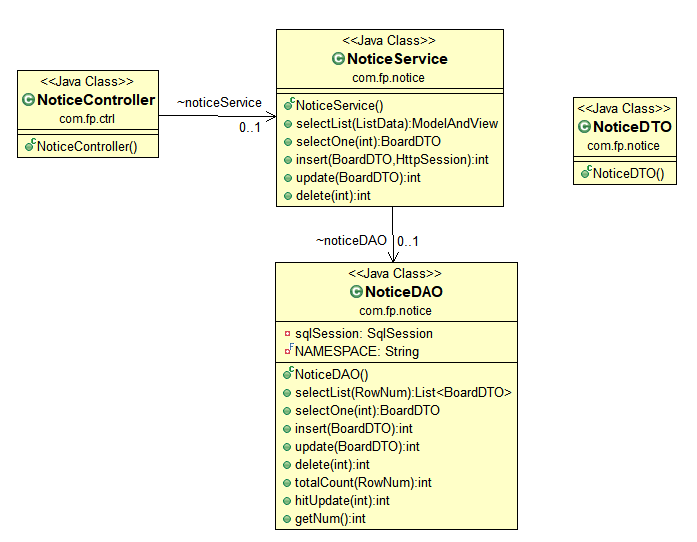 <<Java Class>>
NoticeController
com.fp.ctrl
NoticeController()
~noticeService
0..1
<<Java Class>>
NoticeService
com.fp.notice
NoticeService()
selectList(ListData):ModelAndView
selectOne(int):BoardDTO
insert(BoardDTO,HttpSession):int
update(BoardDTO):int
delete(int):int
<<Java Class>>
NoticeDTO
com.fp.notice
NoticeDTO()
~noticeDAO
0..1
<<Java Class>>
NoticeDAO
com.fp.notice
sqlSession: SqlSession
NAMESPACE: String
NoticeDAO()
selectList(RowNum):List<BoardDTO>
selectOne(int):BoardDTO
insert(BoardDTO):int
update(BoardDTO):int
delete(int):int
totalCount(RowNum):int
hitUpdate(int):int
getNum():int